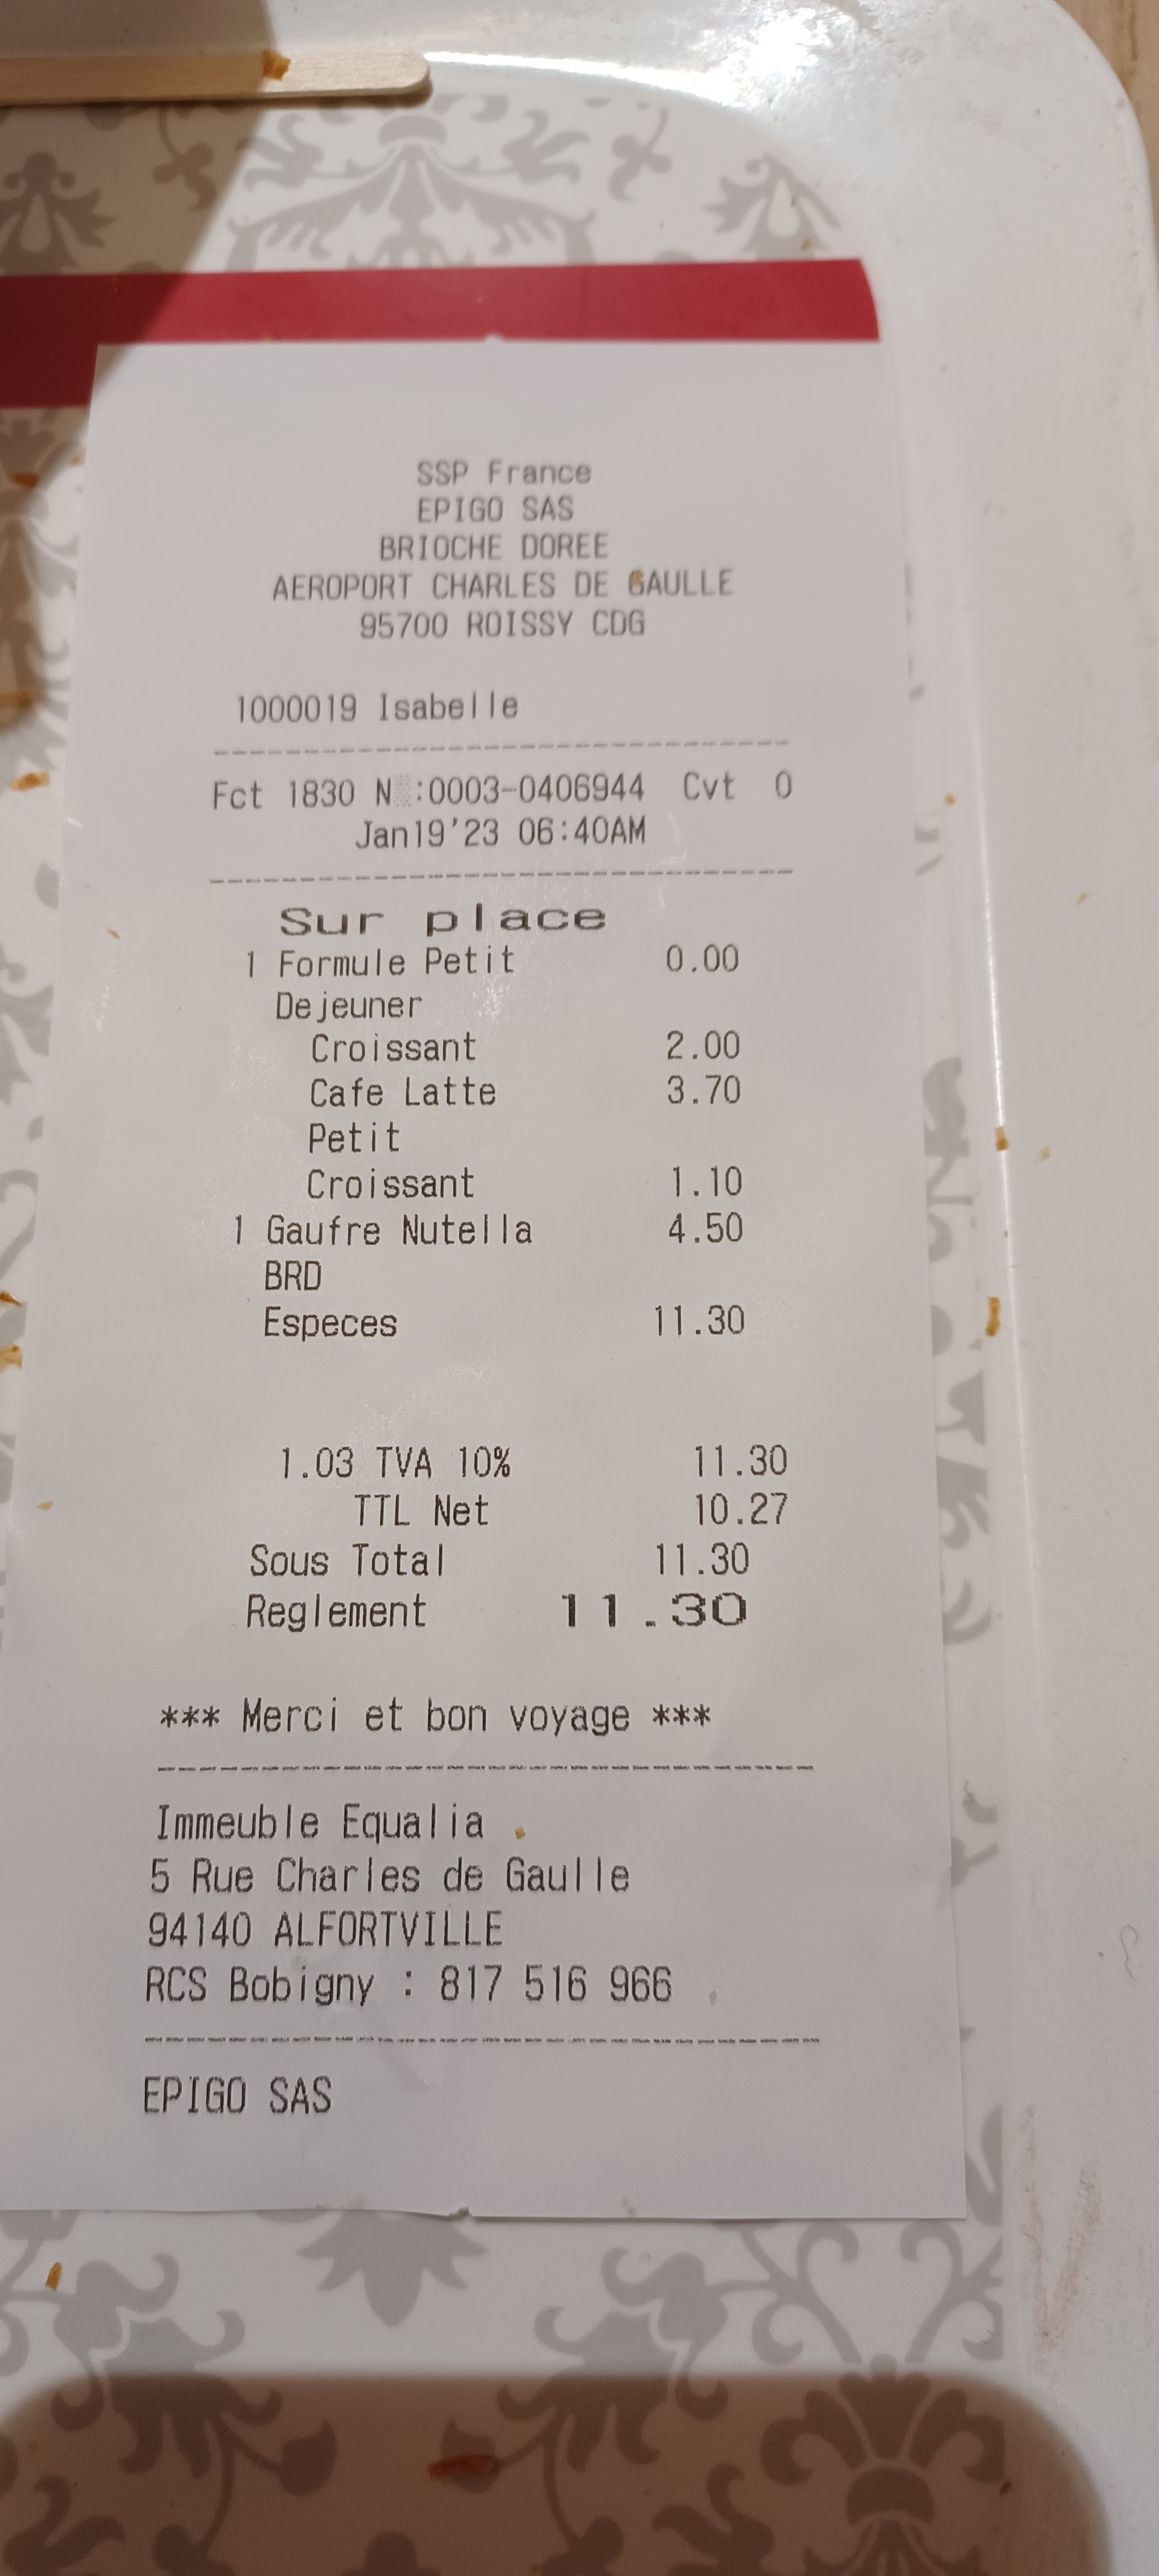 SSP France
EPIGO SAS
BRIOCHE DOREE
AEROPORT CHARLES DE GAULLE
95700 ROISSY CDG
1000019 Isabelle
Fct 1830 N :0003-0406944 Cvt 0
Jan19'23 06:40AM
Sur place
1 Formule Petit 0.00
Dejeuner
Croissant 2.00
Cafe Latte 3.70
Petit
Croissant 1.10
1 Gaufre Nutella 4.50
BRD
Especes 11.30
1.03 TVA 10% 11.30
TTL Net 10.27
Sous Total 11.30
Reglement 11.30
*** Merci et bon voyage ***
Immeuble Equalia
5 Rue Charles de Gaulle
94140 ALFORTVILLE
RCS Bobigny : 817 516 966
EPIGO SAS